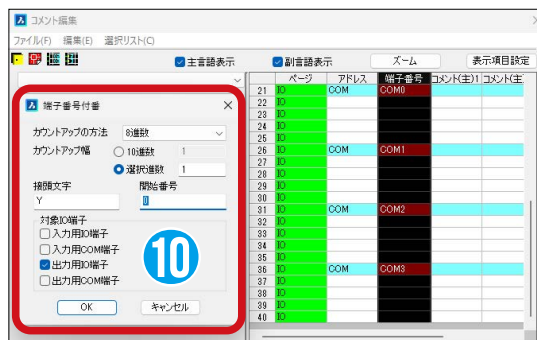 コメント編集
ファイル(F) 編集(E) 選択リスト(C)
主言語表示 副言語表示 ズーム 表示項目設定
ページ アドレス 端子番号 コメント(主)1 コメント(主
21 IO COM COM0
22 IO
23 IO
24 IO
25 IO
26 IO COM COM1
27 IO
28 IO
29 IO
30 IO
31 IO COM COM2
32 IO
33 IO
34 IO
35 IO
36 IO COM COM3
37 IO
38 IO
39 IO
40 IO
端子番号付番
カウントアップの方法 8進数
カウントアップ幅 10進数 1
選択進数 1
接頭文字 開始番号
Y 0
対象IO端子
入力用IO端子
入力用COM端子
出力用IO端子
出力用COM端子
10
OK キャンセル